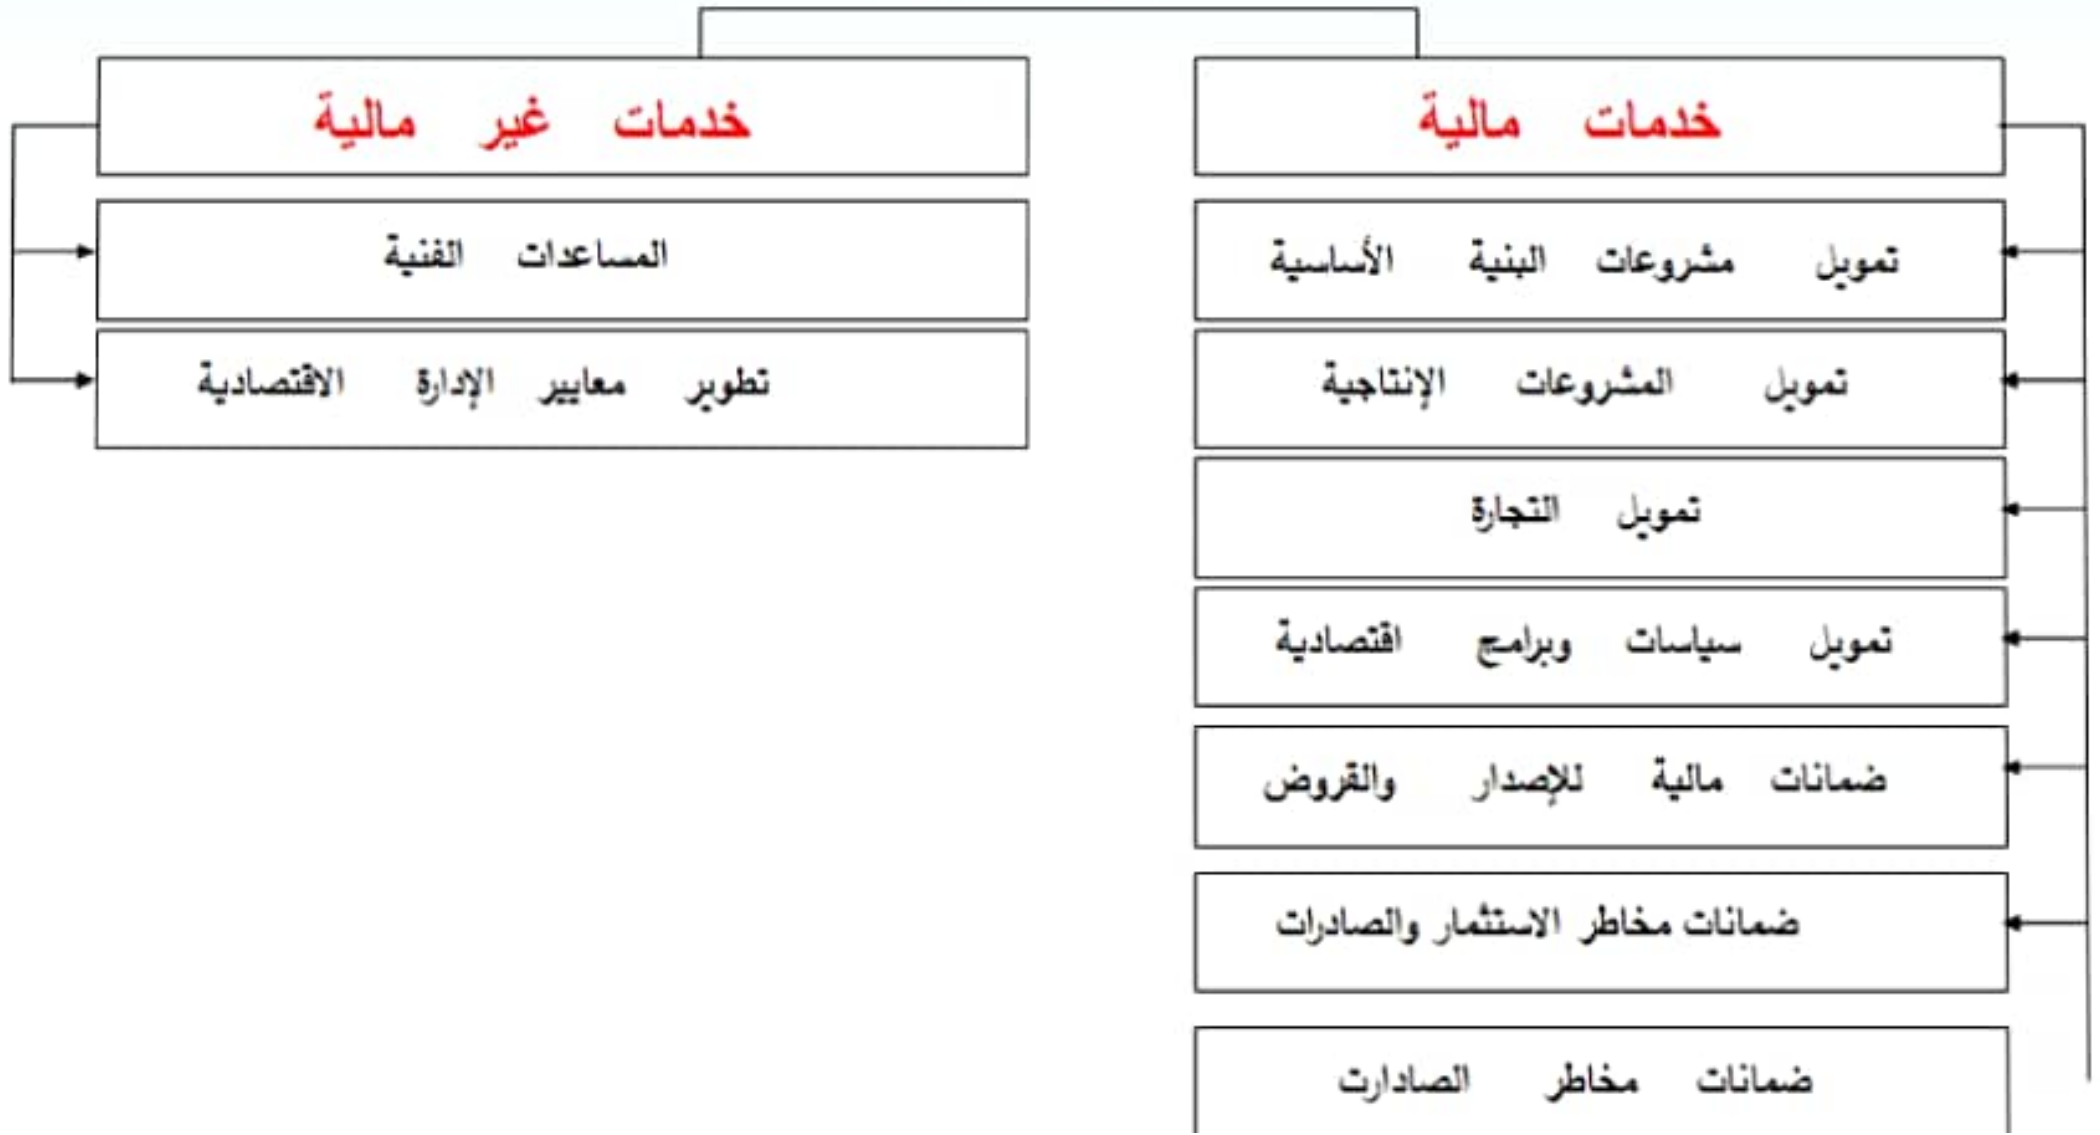 خدمات مالية
تمويل مشروعات البنية الأساسية
تمويل المشروعات الإنتاجية
تمويل التجارة
تمويل سياسات وبرامج اقتصادية
ضمانات مالية للإصدار والقروض
ضمانات مخاطر الاستثمار والصادرات
ضمانات مخاطر الصادارت
خدمات غير مالية
المساعدات الفنية
تطوير معايير الإدارة الاقتصادية